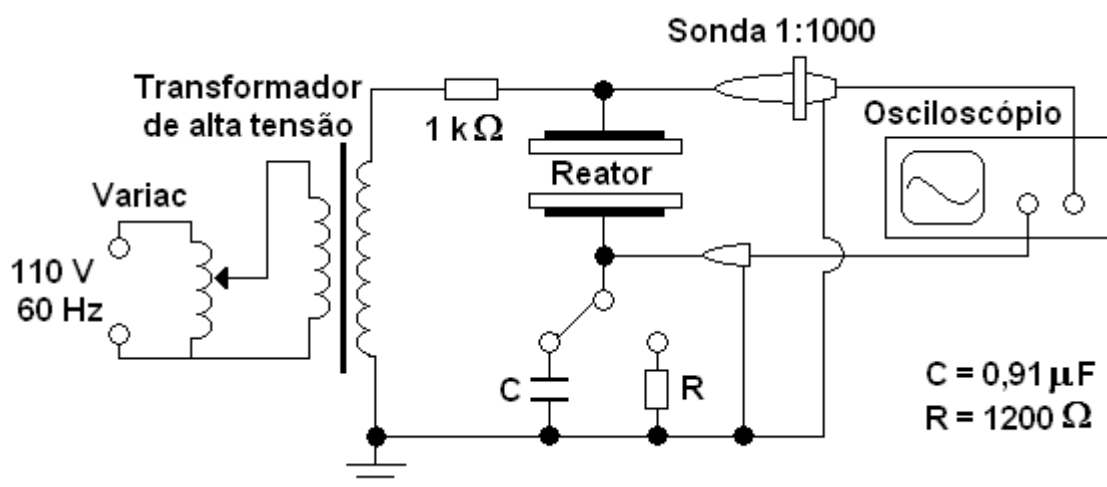 Sonda 1:1000
Transformador
de alta tensão
1 kΩ
Osciloscópio
Reator
Variac
110 V
60 Hz
C
R
C = 0,91 μF
R = 1200 Ω